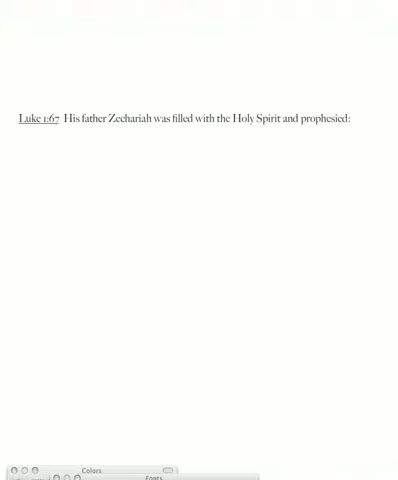 Luke 1:67 His father Zechariah was filled with the Holy Spirit and prophesied:
Colors
Fonts